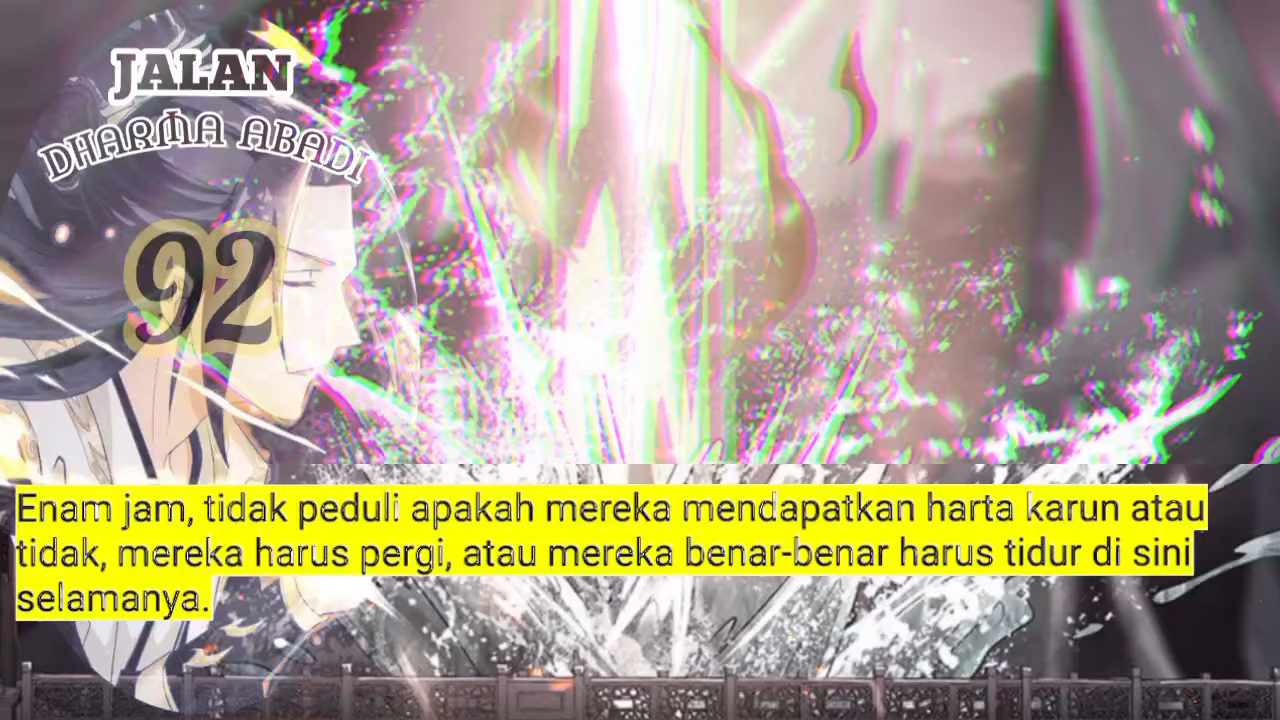 JALAN
DHARMA ABADI
92
Enam jam, tidak peduli apakah mereka mendapatkan harta karun atau
tidak, mereka harus pergi, atau mereka benar-benar harus tidur di sini
selamanya.